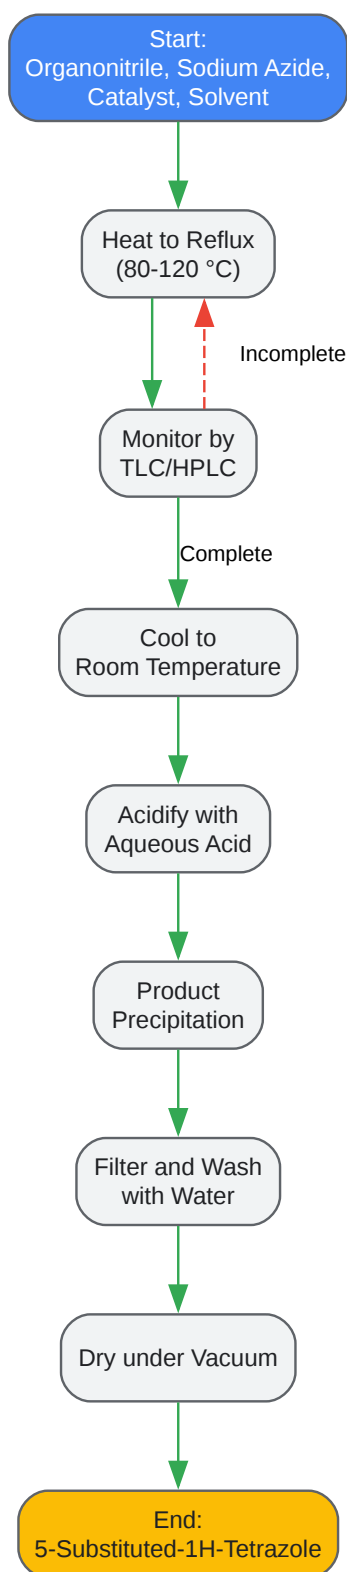 Start:
Organonitrile, Sodium Azide,
Catalyst, Solvent
Heat to Reflux
(80-120 °C)
Incomplete
Monitor by
TLC/HPLC
Complete
Cool to
Room Temperature
Acidify with
Aqueous Acid
Product
Precipitation
Filter and Wash
with Water
Dry under Vacuum
End:
5-Substituted-1H-Tetrazole